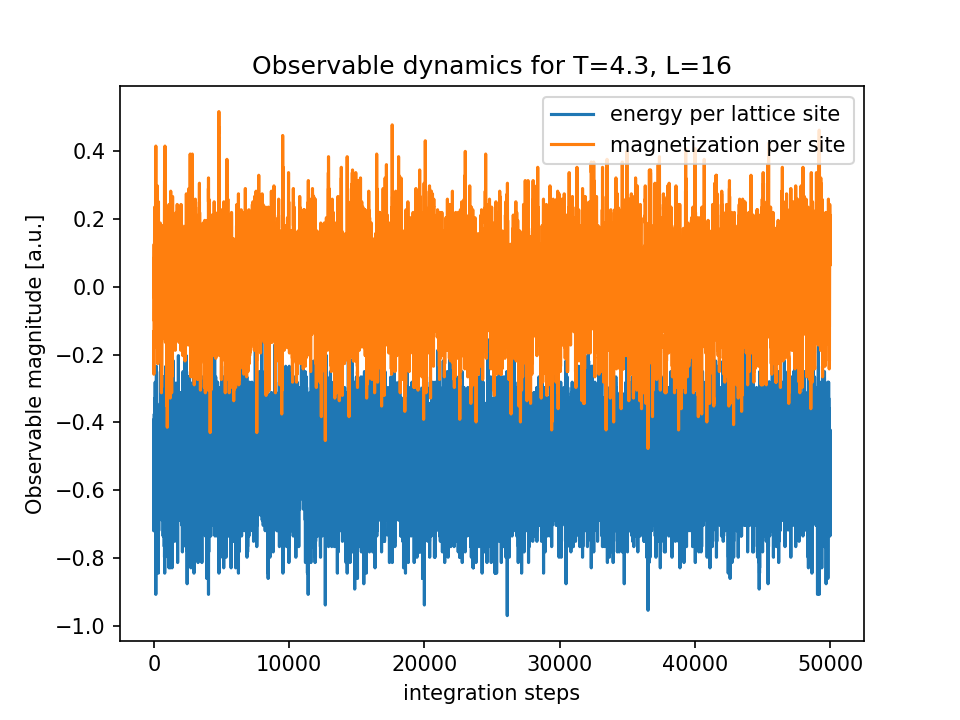 Observable dynamics for T=4.3, L=16
energy per lattice site
magnetization per site
Observable magnitude [a.u.]
0.4
0.2
0.0
−0.2
−0.4
−0.6
−0.8
−1.0
0 10000 20000 30000 40000 50000
integration steps